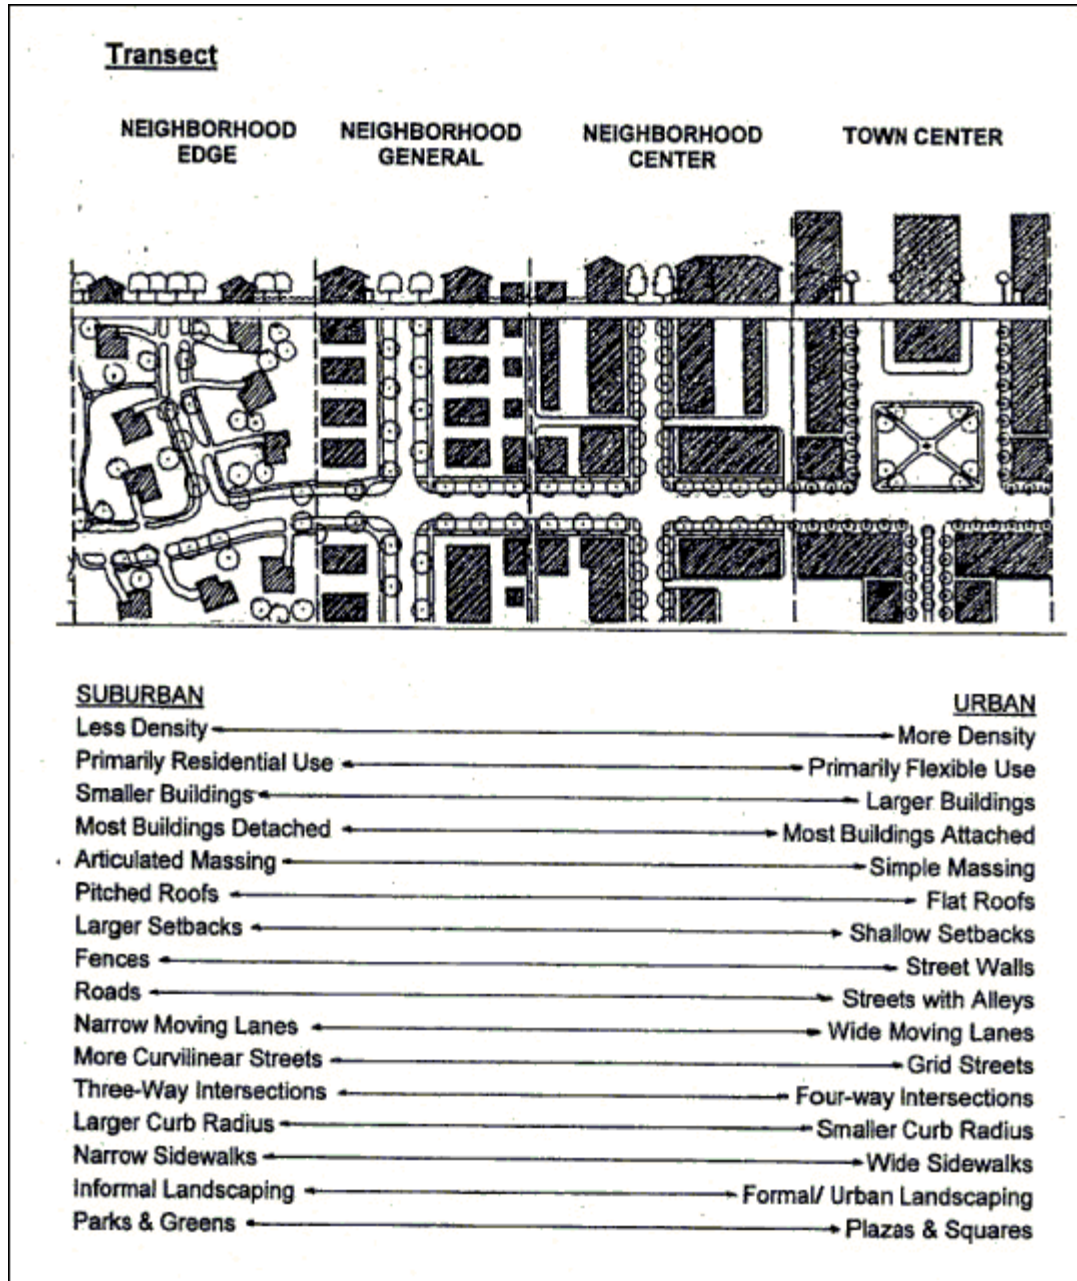 Transect
NEIGHBORHOOD
EDGE
NEIGHBORHOOD
GENERAL
NEIGHBORHOOD
CENTER
TOWN CENTER
SUBURBAN
URBAN
Less Density
More Density
Primarily Residential Use
Primarily Flexible Use
Smaller Buildings
Larger Buildings
Most Buildings Detached
Most Buildings Attached
Articulated Massing
Simple Massing
Pitched Roofs
Flat Roofs
Larger Setbacks
Shallow Setbacks
Fences
Street Walls
Roads
Streets with Alleys
Narrow Moving Lanes
Wide Moving Lanes
More Curvilinear Streets
Grid Streets
Three-Way Intersections
Four-way Intersections
Larger Curb Radius
Smaller Curb Radius
Narrow Sidewalks
Wide Sidewalks
Informal Landscaping
Formal/ Urban Landscaping
Parks & Greens
Plazas & Squares